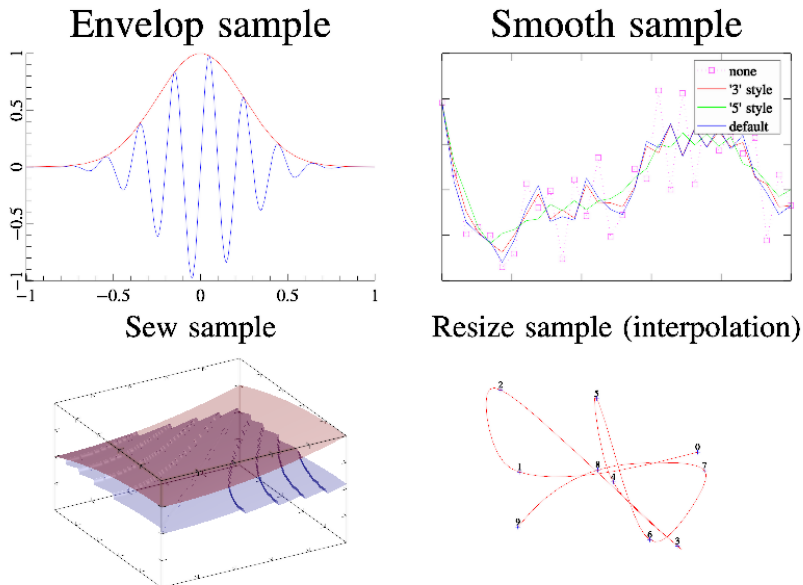 Envelop sample
1
0.5
0
−0.5
−1
−1
−0.5
0
0.5
1
Smooth sample
none
'3' style
'5' style
default
Sew sample
Resize sample (interpolation)
2
5
0
1
8
4
7
9
6
3